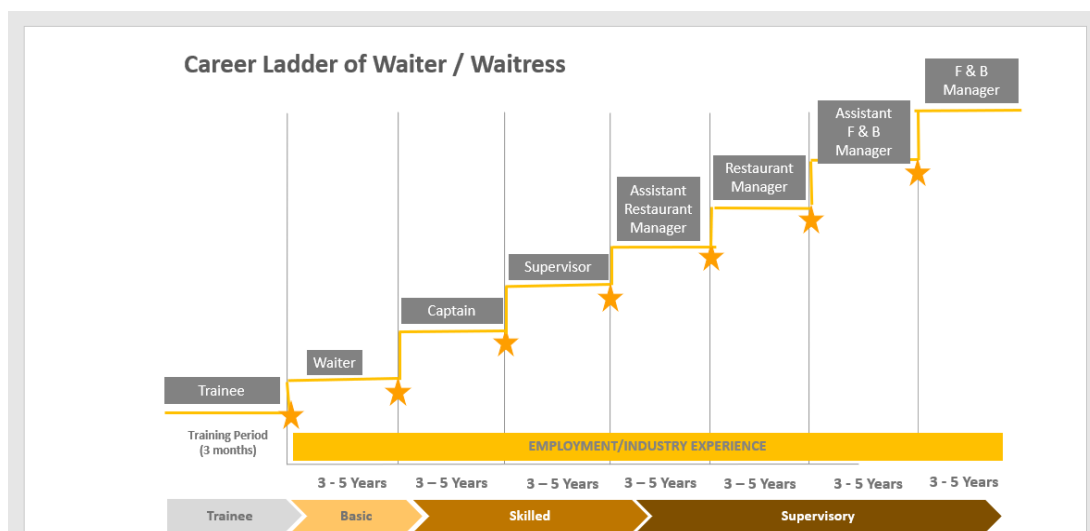 Career Ladder of Waiter / Waitress
F & B
Manager
Assistant
F & B
Manager
Restaurant
Manager
Assistant
Restaurant
Manager
Supervisor
Captain
Waiter
Trainee
Training Period
(3 months)
EMPLOYMENT/INDUSTRY EXPERIENCE
3 - 5 Years
3 – 5 Years
3 – 5 Years
3 – 5 Years
3 – 5 Years
3 - 5 Years
3 - 5 Years
Trainee
Basic
Skilled
Supervisory